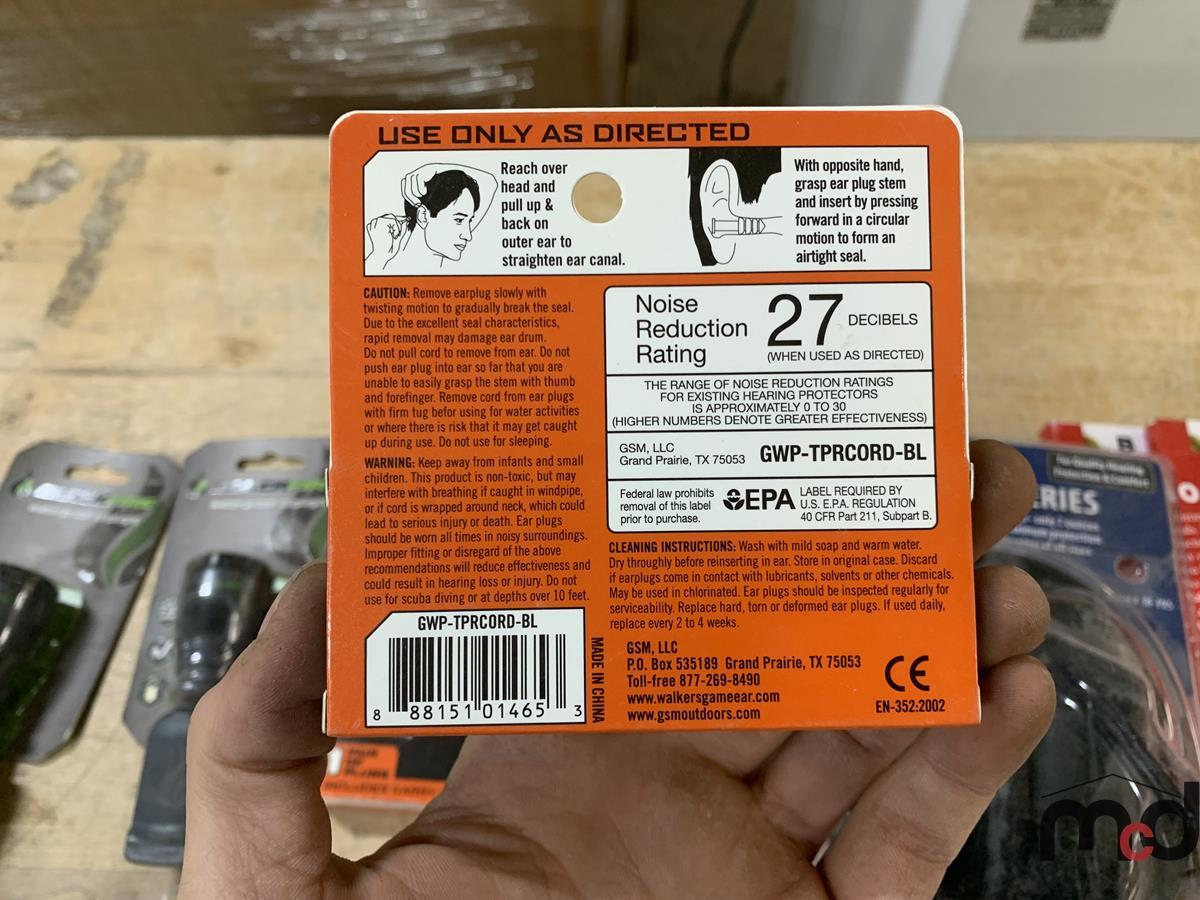 USE ONLY AS DIRECTED
Reach over
head and
pull up &
back on
outer ear to
straighten ear canal.
With opposite hand,
grasp ear plug stem
and insert by pressing
forward in a circular
motion to form an
airtight seal.
CAUTION: Remove earplug slowly with
twisting motion to gradually break the seal.
Due to the excellent seal characteristics,
rapid removal may damage ear drum.
Do not pull cord to remove from ear. Do not
push ear plug into ear so far that you are
unable to easily grasp the stem with thumb
and forefinger. Remove cord from ear plugs
with firm tug befor using for water activities
or where there is risk that it may get caught
up during use. Do not use for sleeping.
WARNING: Keep away from infants and small
children. This product is non-toxic, but may
interfere with breathing if caught in windpipe,
or if cord is wrapped around neck, which could
lead to serious injury or death. Ear plugs
should be worn all times in noisy surroundings.
Improper fitting or disregard of the above
recommendations will reduce effectiveness and
could result in hearing loss or injury. Do not
use for scuba diving or at depths over 10 feet.
GWP-TPRCORD-BL
8 88151 01465 3
MADE IN CHINA
Noise
Reduction
Rating
27 DECIBELS
(WHEN USED AS DIRECTED)
THE RANGE OF NOISE REDUCTION RATINGS
FOR EXISTING HEARING PROTECTORS
IS APPROXIMATELY 0 TO 30
(HIGHER NUMBERS DENOTE GREATER EFFECTIVENESS)
GSM, LLC
Grand Prairie, TX 75053
GWP-TPRCORD-BL
Federal law prohibits
removal of this label
prior to purchase.
EPA
LABEL REQUIRED BY
U.S. E.P.A. REGULATION
40 CFR Part 211, Subpart B.
CLEANING INSTRUCTIONS: Wash with mild soap and warm water.
Dry throughly before reinserting in ear. Store in original case. Discard
if earplugs come in contact with lubricants, solvents or other chemicals.
May be used in chlorinated. Ear plugs should be inspected regularly for
serviceability. Replace hard, torn or deformed ear plugs. If used daily,
replace every 2 to 4 weeks.
GSM, LLC
P.O. Box 535189 Grand Prairie, TX 75053
Toll-free 877-269-8490
www.walkersgameear.com
www.gsmoutdoors.com
CE
EN-352:2002
ERIES
mcd